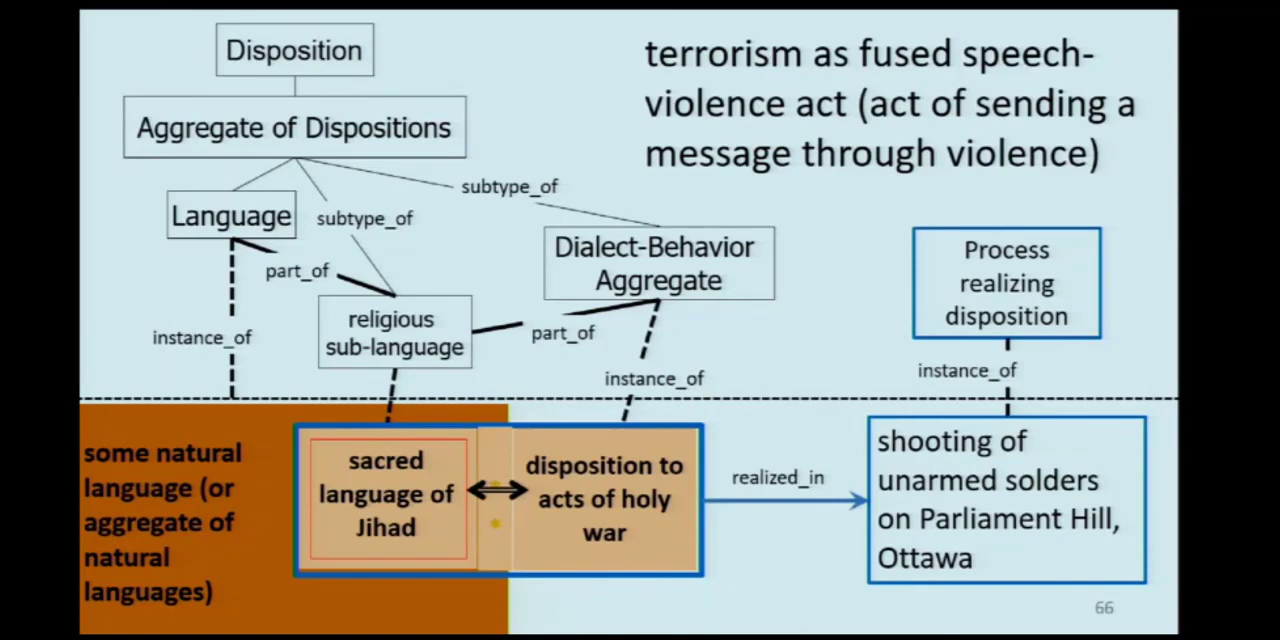 Disposition
Aggregate of Dispositions
terrorism as fused speech-
violence act (act of sending a
message through violence)
subtype_of
Language
subtype_of
part_of
Dialect-Behavior
Aggregate
Process
realizing
disposition
religious
sub-language
part_of
instance_of
instance_of
instance_of
some natural
language (or
aggregate of
natural
languages)
sacred
language of
Jihad
*
*
disposition to
acts of holy
war
realized_in
shooting of
unarmed solders
on Parliament Hill,
Ottawa
66